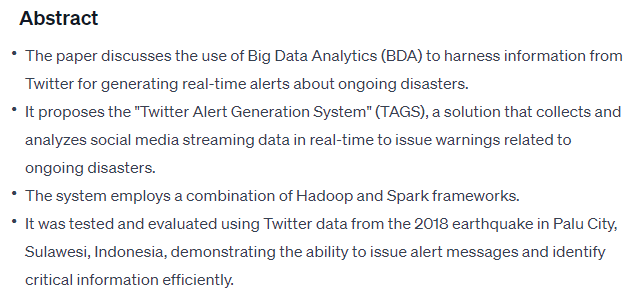 Abstract
• The paper discusses the use of Big Data Analytics (BDA) to harness information from
Twitter for generating real-time alerts about ongoing disasters.
• It proposes the "Twitter Alert Generation System" (TAGS), a solution that collects and
analyzes social media streaming data in real-time to issue warnings related to
ongoing disasters.
• The system employs a combination of Hadoop and Spark frameworks.
• It was tested and evaluated using Twitter data from the 2018 earthquake in Palu City,
Sulawesi, Indonesia, demonstrating the ability to issue alert messages and identify
critical information efficiently.